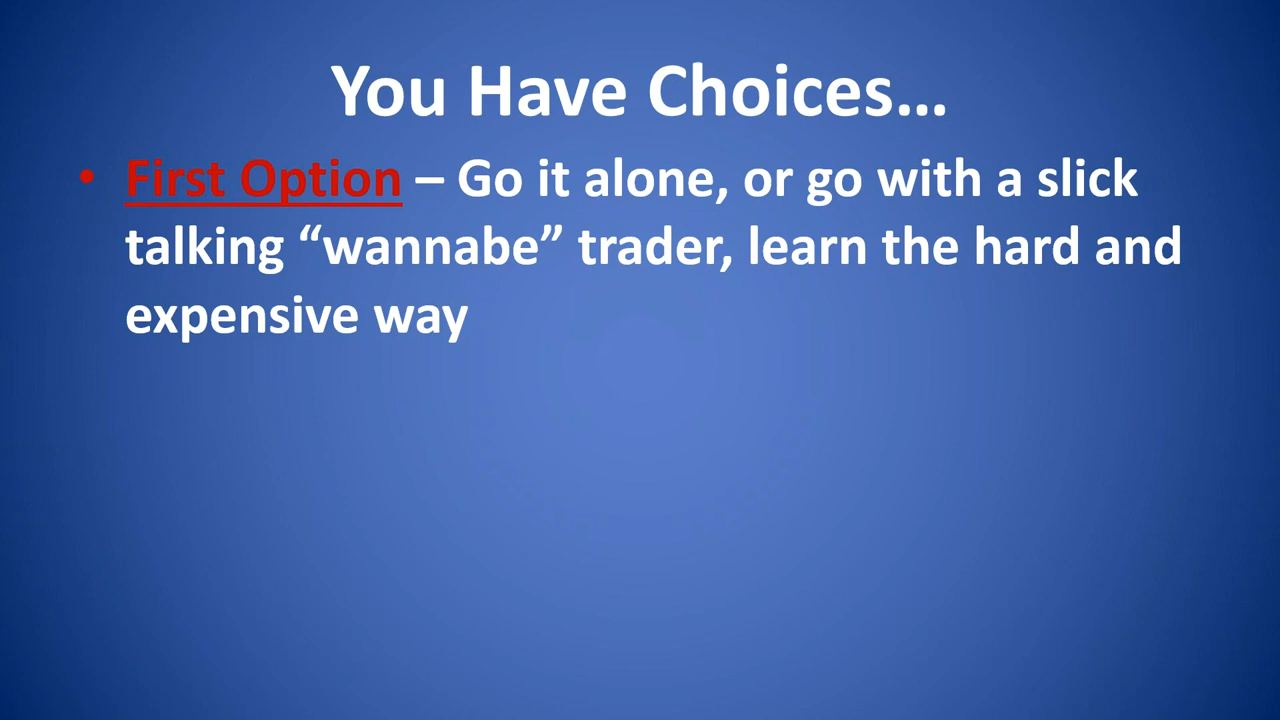 You Have Choices…
• First Option – Go it alone, or go with a slick
talking “wannabe” trader, learn the hard and
expensive way